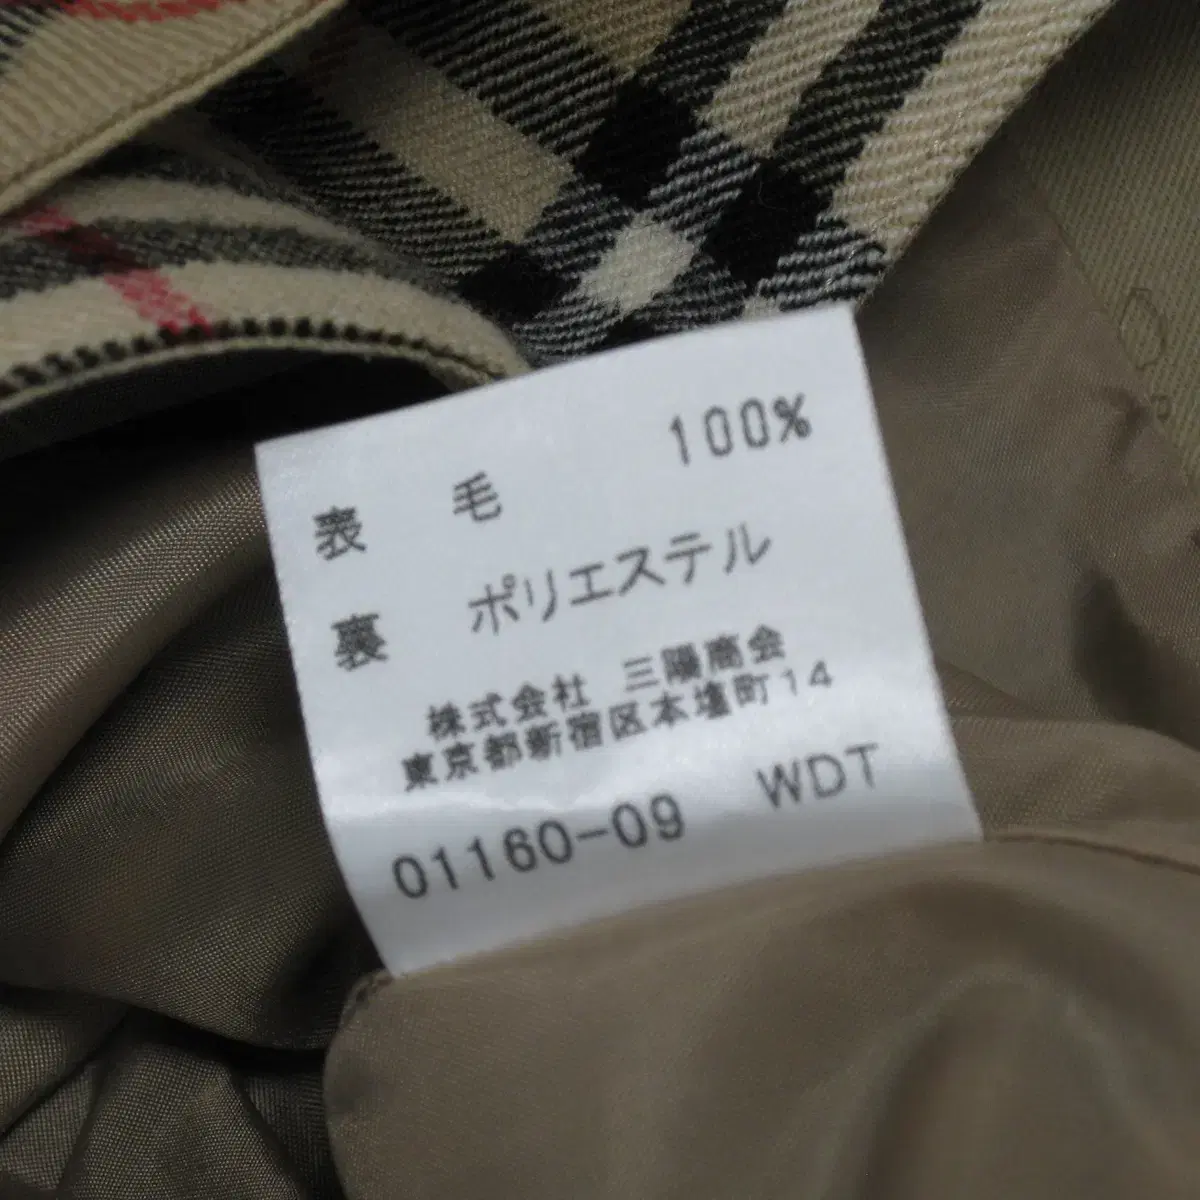 表 毛 100%
裏 ポリエステル
株式会社 三陽商会
東京都新宿区本塩町14
01160-09 WDT